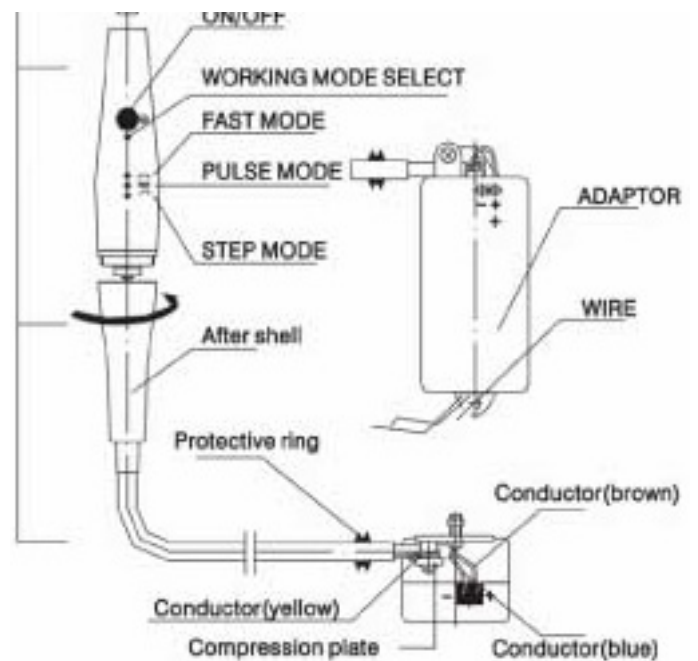 ON/OFF
WORKING MODE SELECT
FAST MODE
PULSE MODE
ADAPTOR
STEP MODE
WIRE
After shell
Protective ring
Conductor(brown)
Conductor(yellow)
Compression plate
Conductor(blue)